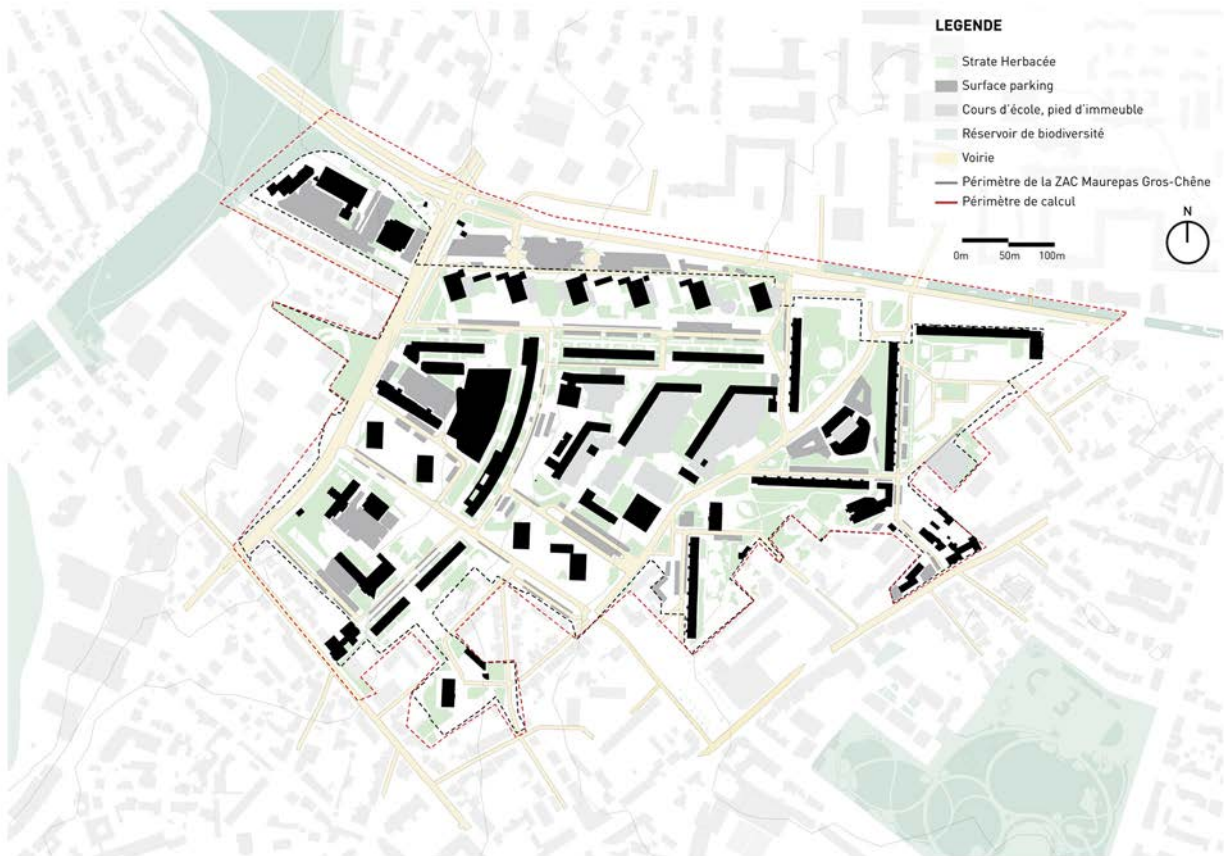 LEGENDE
Strate Herbacée
Surface parking
Cours d'école, pied d'immeuble
Réservoir de biodiversité
Voirie
Périmètre de la ZAC Maurepas Gros-Chêne
Périmètre de calcul
N
0m 50m 100m